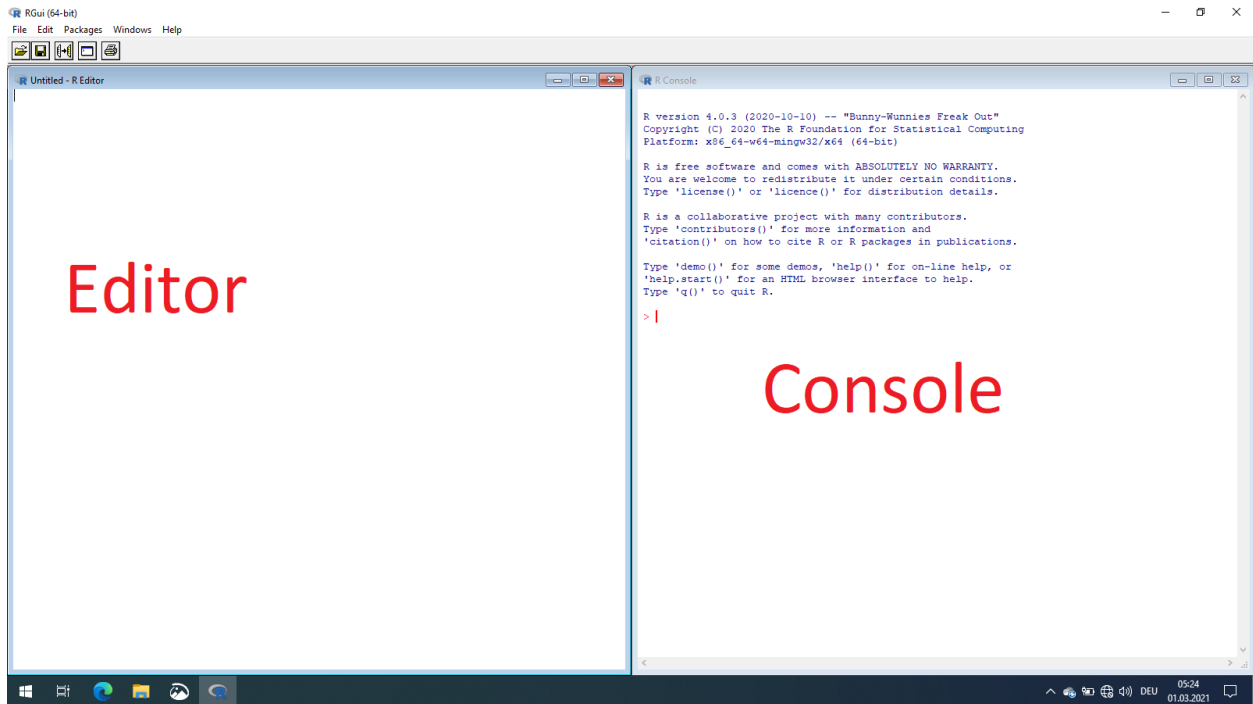 RGui (64-bit)
File Edit Packages Windows Help
Untitled - R Editor
Editor
R Console
R version 4.0.3 (2020-10-10) -- "Bunny-Wunnies Freak Out"
Copyright (C) 2020 The R Foundation for Statistical Computing
Platform: x86_64-w64-mingw32/x64 (64-bit)
R is free software and comes with ABSOLUTELY NO WARRANTY.
You are welcome to redistribute it under certain conditions.
Type 'license()' or 'licence()' for distribution details.
R is a collaborative project with many contributors.
Type 'contributors()' for more information and
'citation()' on how to cite R or R packages in publications.
Type 'demo()' for some demos, 'help()' for on-line help, or
'help.start()' for an HTML browser interface to help.
Type 'q()' to quit R.
>
Console
DEU
05:24
01.03.2021